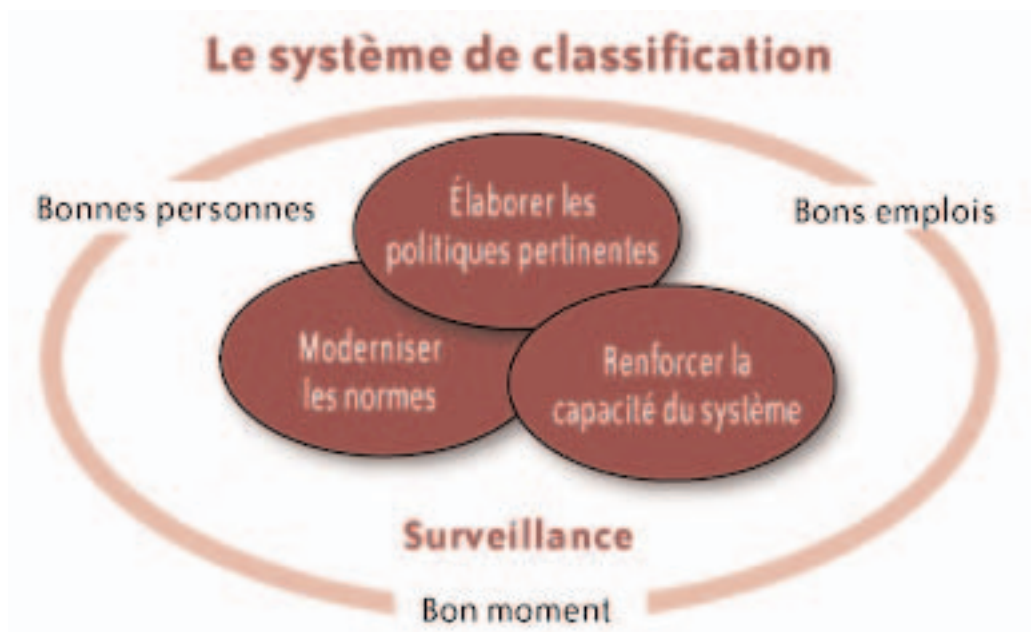 Le système de classification
Bonnes personnes
Bons emplois
Élaborer les
politiques pertinentes
Moderniser
les normes
Renforcer la
capacité du système
Surveillance
Bon moment